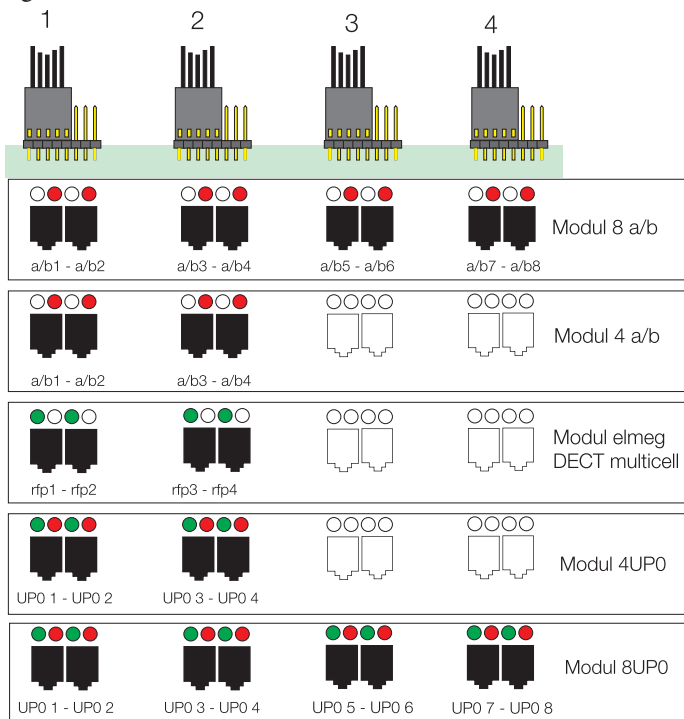 1 2 3 4
Modul 8 a/b
a/b1 - a/b2 a/b3 - a/b4 a/b5 - a/b6 a/b7 - a/b8
Modul 4 a/b
a/b1 - a/b2 a/b3 - a/b4
Modul elmeg
DECT multicell
rfp1 - rfp2 rfp3 - rfp4
Modul 4UP0
UP0 1 - UP0 2 UP0 3 - UP0 4
Modul 8UP0
UP0 1 - UP0 2 UP0 3 - UP0 4 UP0 5 - UP0 6 UP0 7 - UP0 8